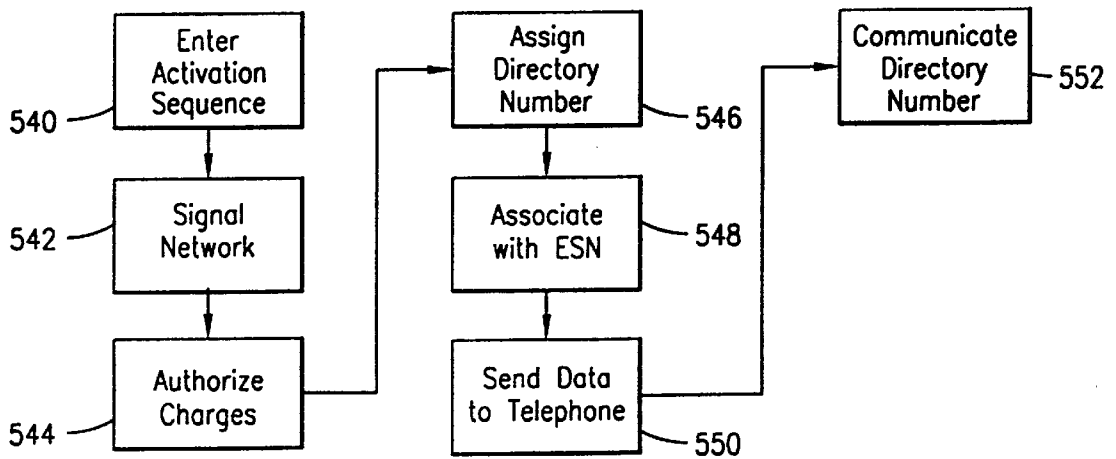 Enter
Activation
Sequence
540
Signal
Network
542
Authorize
Charges
544
Assign
Directory
Number
546
Associate
with ESN
548
Send Data
to Telephone
550
Communicate
Directory
Number
552